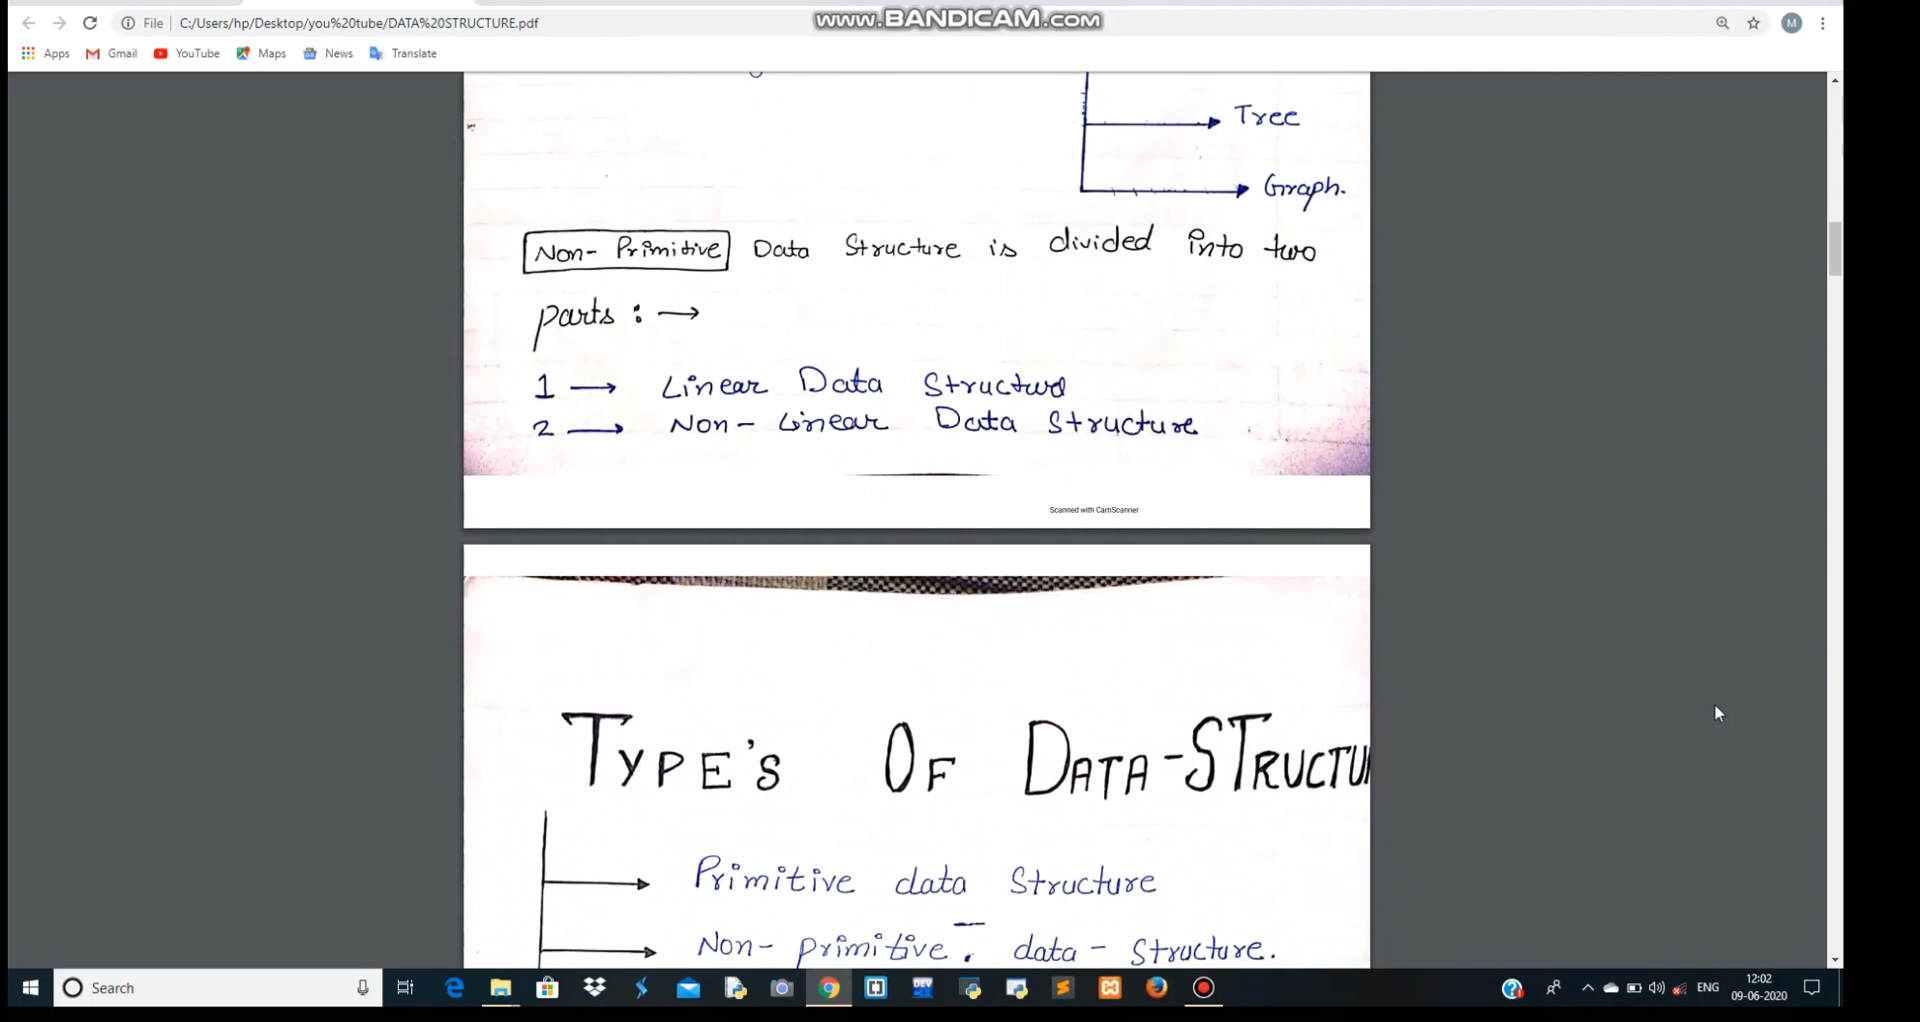 www.BANDICAM.com
File | C:/Users/hp/Desktop/you%20tube/DATA%20STRUCTURE.pdf
M
Apps Gmail YouTube Maps News Translate
Tree
Graph.
Non-Primitive Data Structure is divided into two
parts : →
1 → Linear Data Structure
2 → Non-Linear Data Structure
Scanned with CamScanner
TYPE'S OF DATA-STRUCTU
Primitive data Structure
Non-primitive data-Structure.
Search
DEV
ENG
12:02
09-06-2020